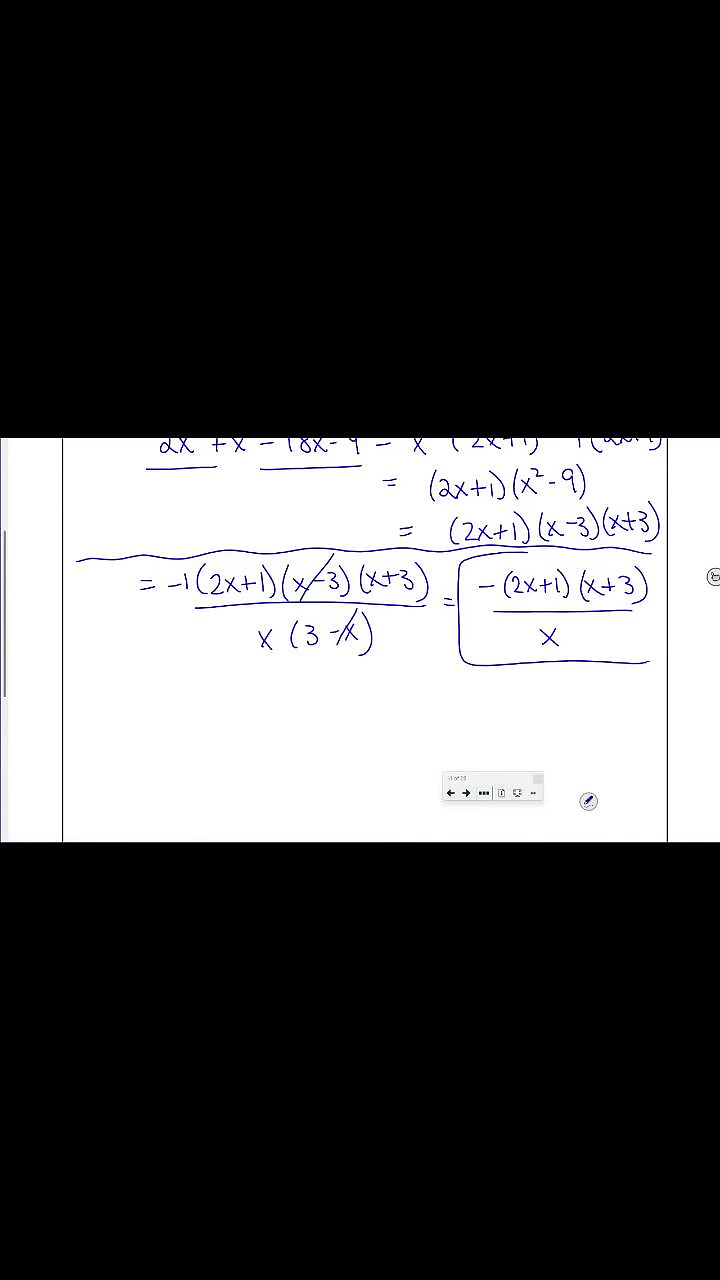 = (2x+1)(x²-9)
= (2x+1)(x-3)(x+3)
= -1(2x+1)(x-3)(x+3) = -(2x+1)(x+3)
x(3-x) x